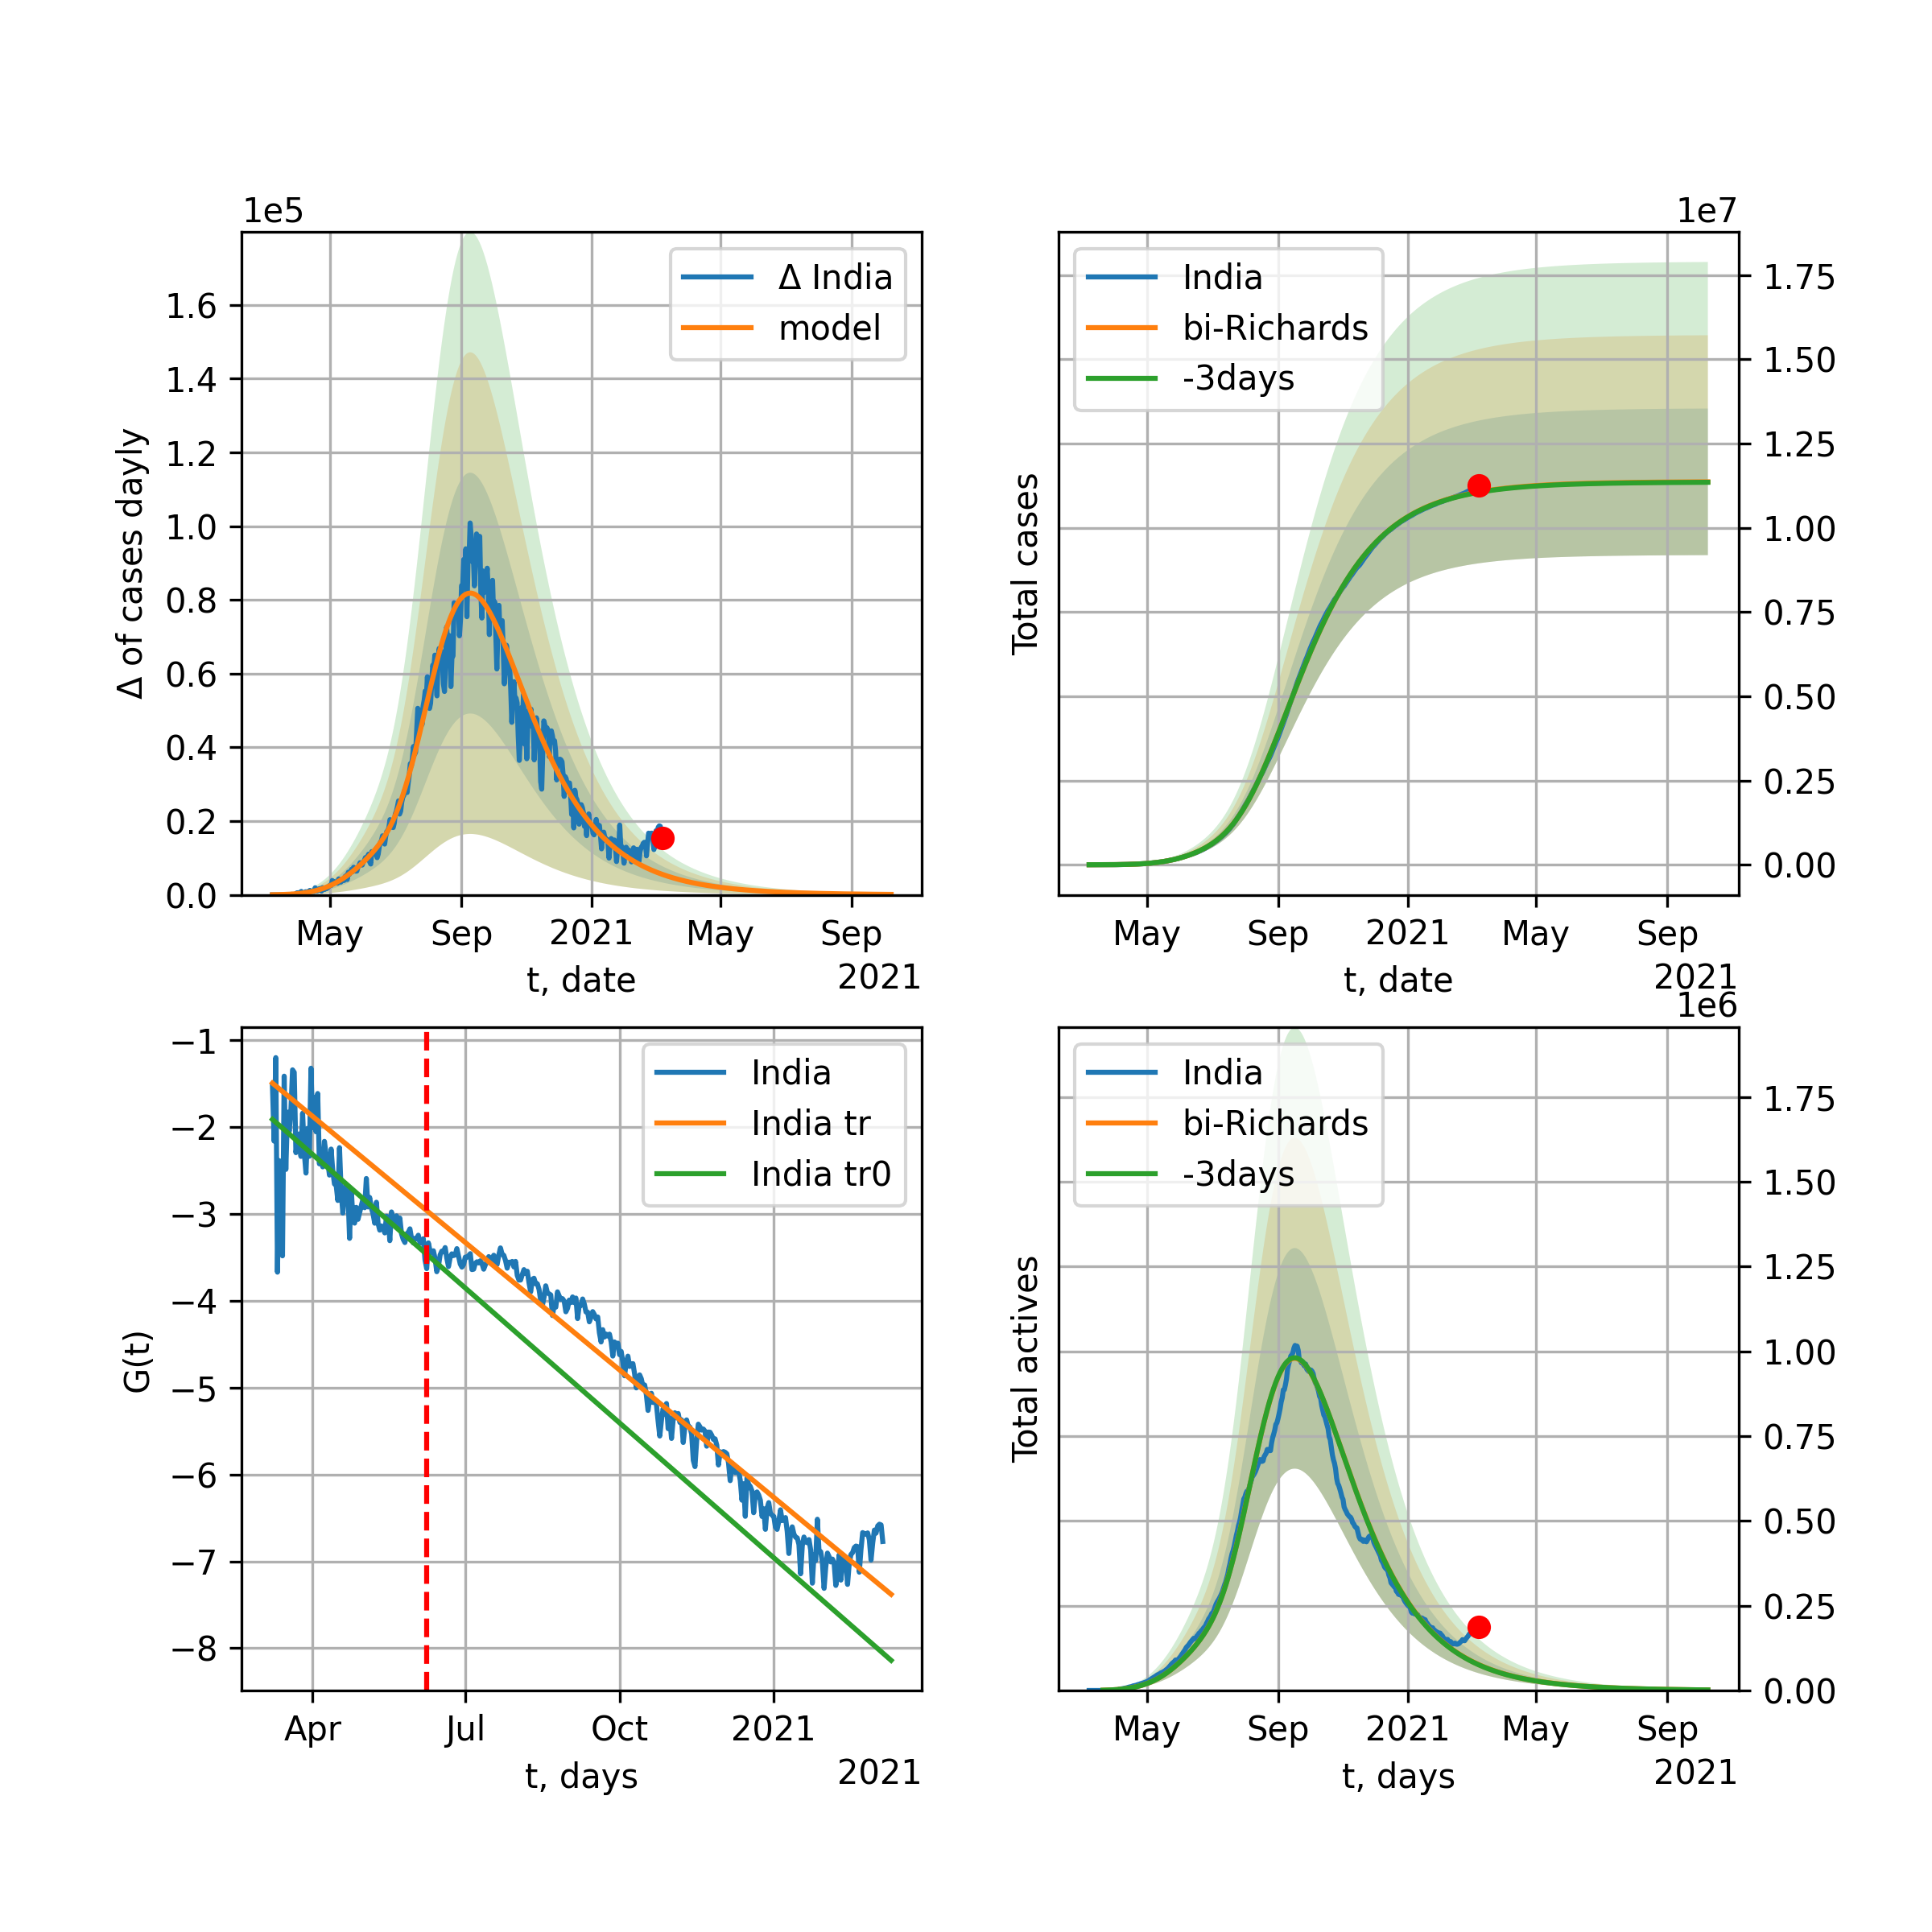 1e5
Δ of cases dayly
1.6
1.4
1.2
1.0
0.8
0.6
0.4
0.2
0.0
Δ India
model
May Sep 2021 May Sep
t, date
2021
1e7
Total cases
India
bi-Richards
-3days
1.75
1.50
1.25
1.00
0.75
0.50
0.25
0.00
May Sep 2021 May Sep
t, date
2021
G(t)
−1
−2
−3
−4
−5
−6
−7
−8
India
India tr
India tr0
Apr Jul Oct 2021
t, days
2021
1e6
Total actives
India
bi-Richards
-3days
1.75
1.50
1.25
1.00
0.75
0.50
0.25
0.00
May Sep 2021 May Sep
t, days
2021